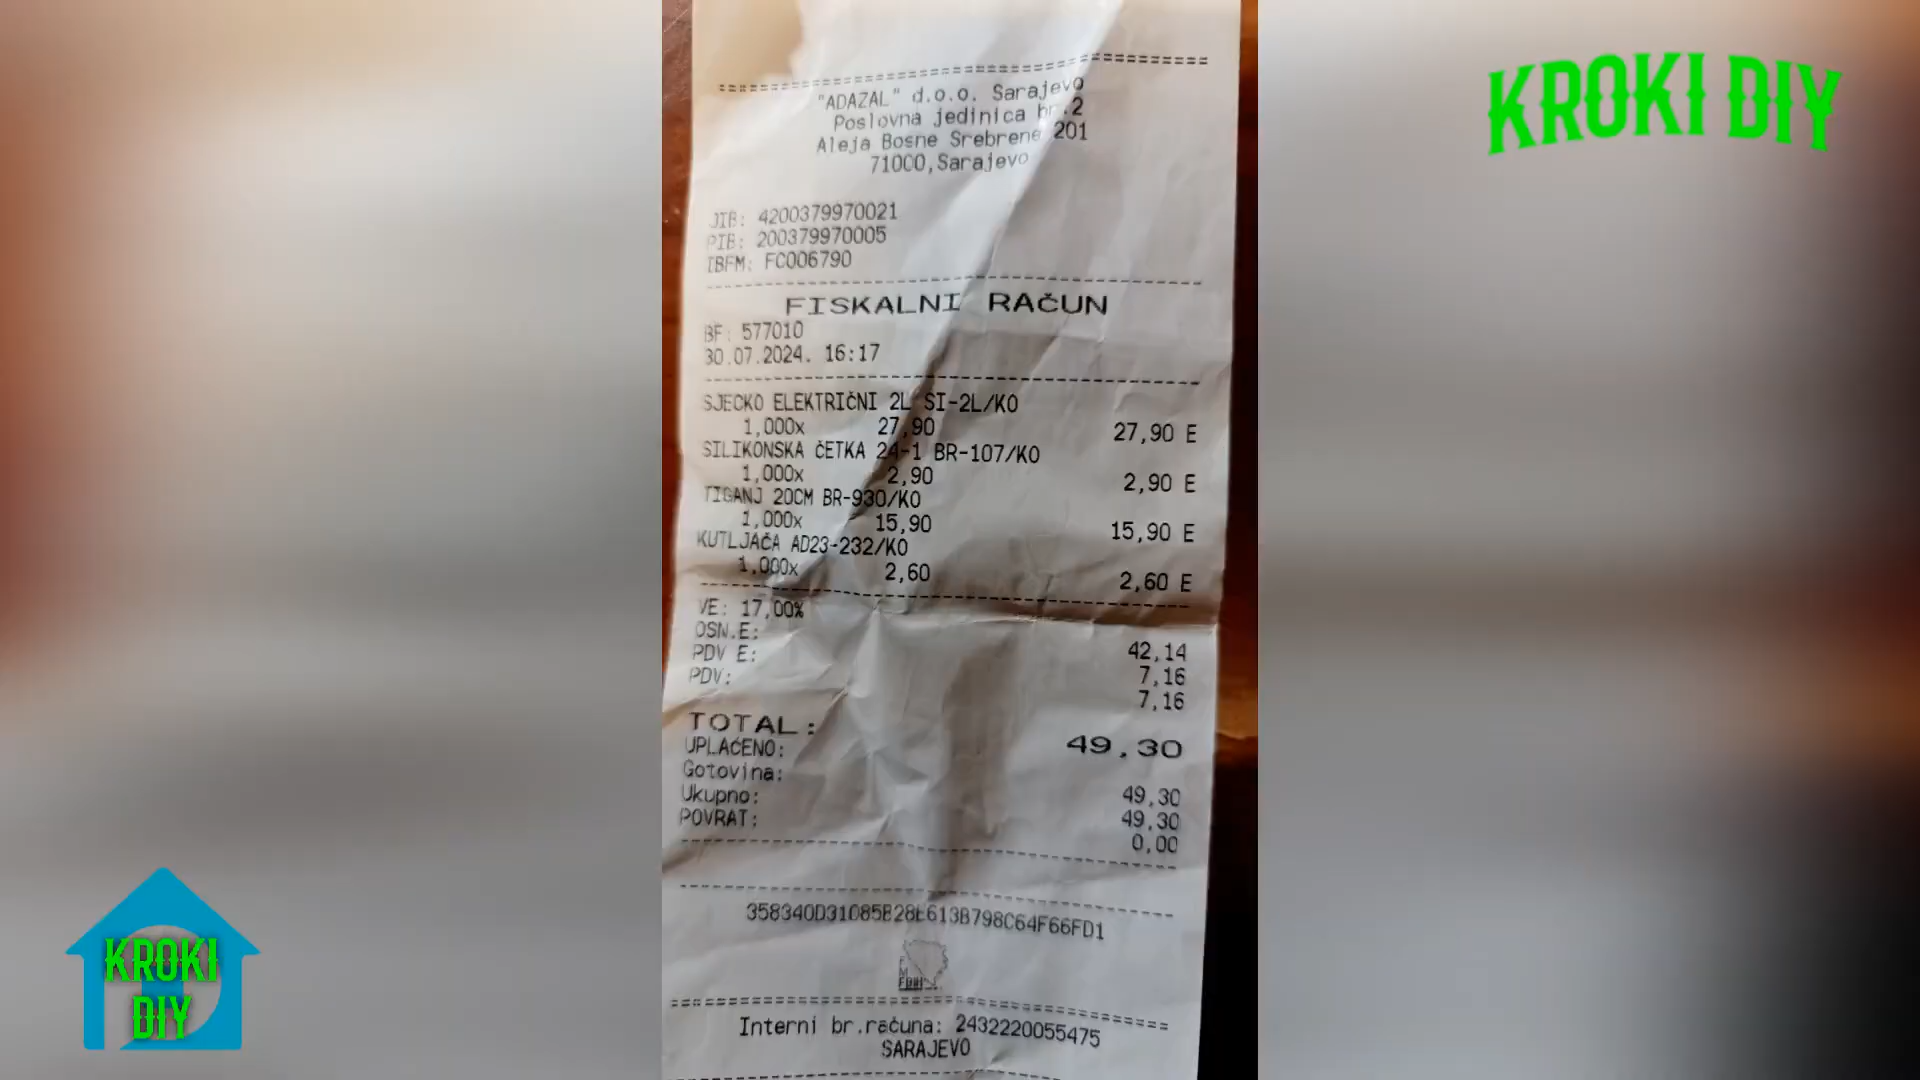 KROKI DIY
"ADAZAL" d.o.o. Sarajevo
Poslovna jedinica br.2
Aleja Bosne Srebrene 201
71000,Sarajevo
JIB: 4200379970021
PIB: 200379970005
IBFM: FC006790
FISKALNI RAČUN
BF: 577010
30.07.2024. 16:17
SJECKO ELEKTRIČNI 2L SI-2L/KO
1,000x 27,90 27,90 E
SILIKONSKA ČETKA 24-1 BR-107/KO
1,000x 2,90 2,90 E
TIGANJ 20CM BR-930/KO
1,000x 15,90 15,90 E
KUTLJAČA AD23-232/KO
1,000x 2,60 2,60 E
VE: 17,00%
OSN.E: 42,14
PDV E: 7,16
PDV: 7,16
TOTAL: 49,30
UPLAĆENO:
Gotovina: 49,30
Ukupno: 49,30
POVRAT: 0,00
358340D31085B28E613B798C64F66FD1
Interni br.računa: 2432220055475
SARAJEVO
KROKI
DIY